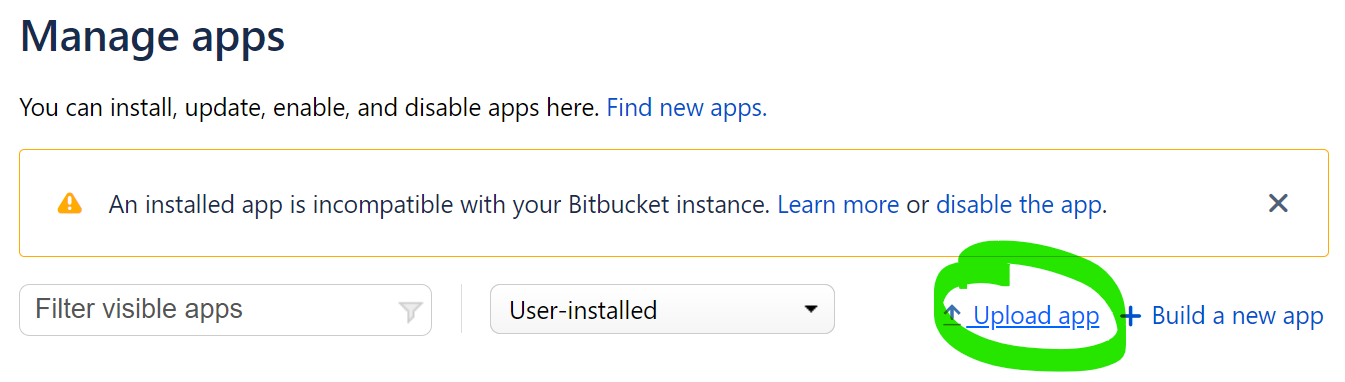 Manage apps
You can install, update, enable, and disable apps here. Find new apps.
An installed app is incompatible with your Bitbucket instance. Learn more or disable the app.
Filter visible apps
User-installed
Upload app
Build a new app